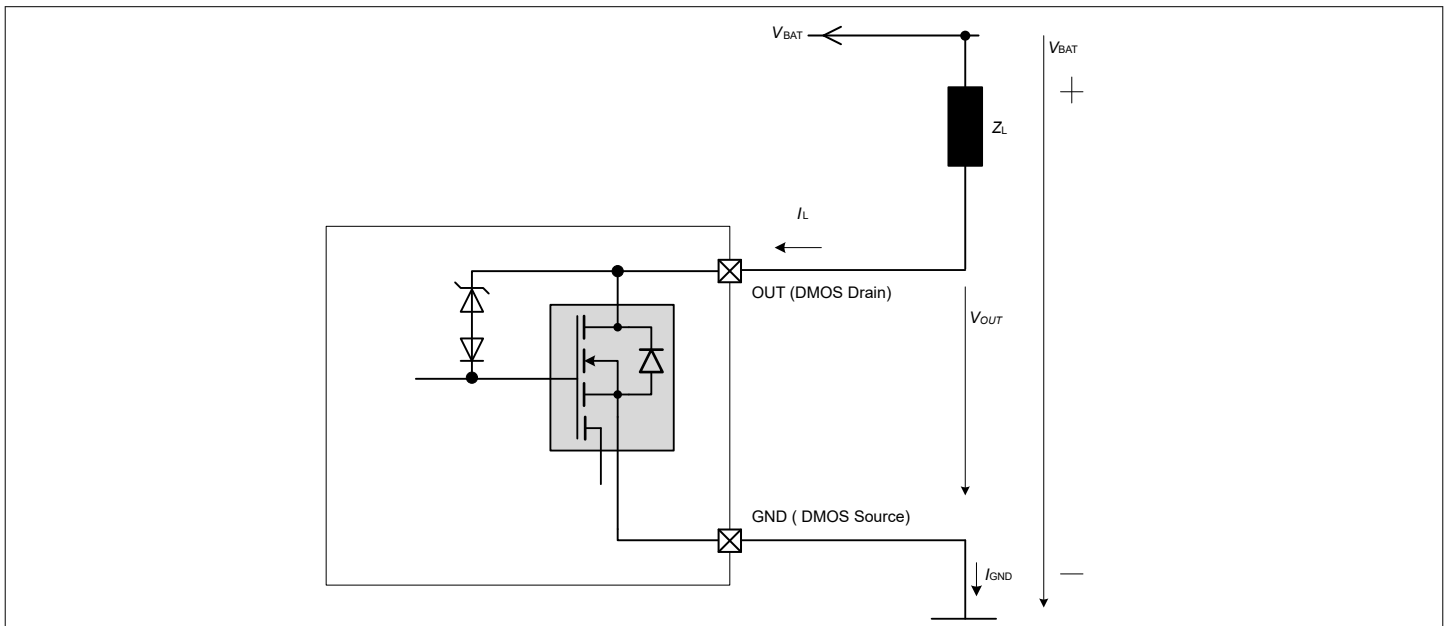 VBAT
VBAT
+
ZL
IL
OUT (DMOS Drain)
VOUT
GND ( DMOS Source)
IGND
—